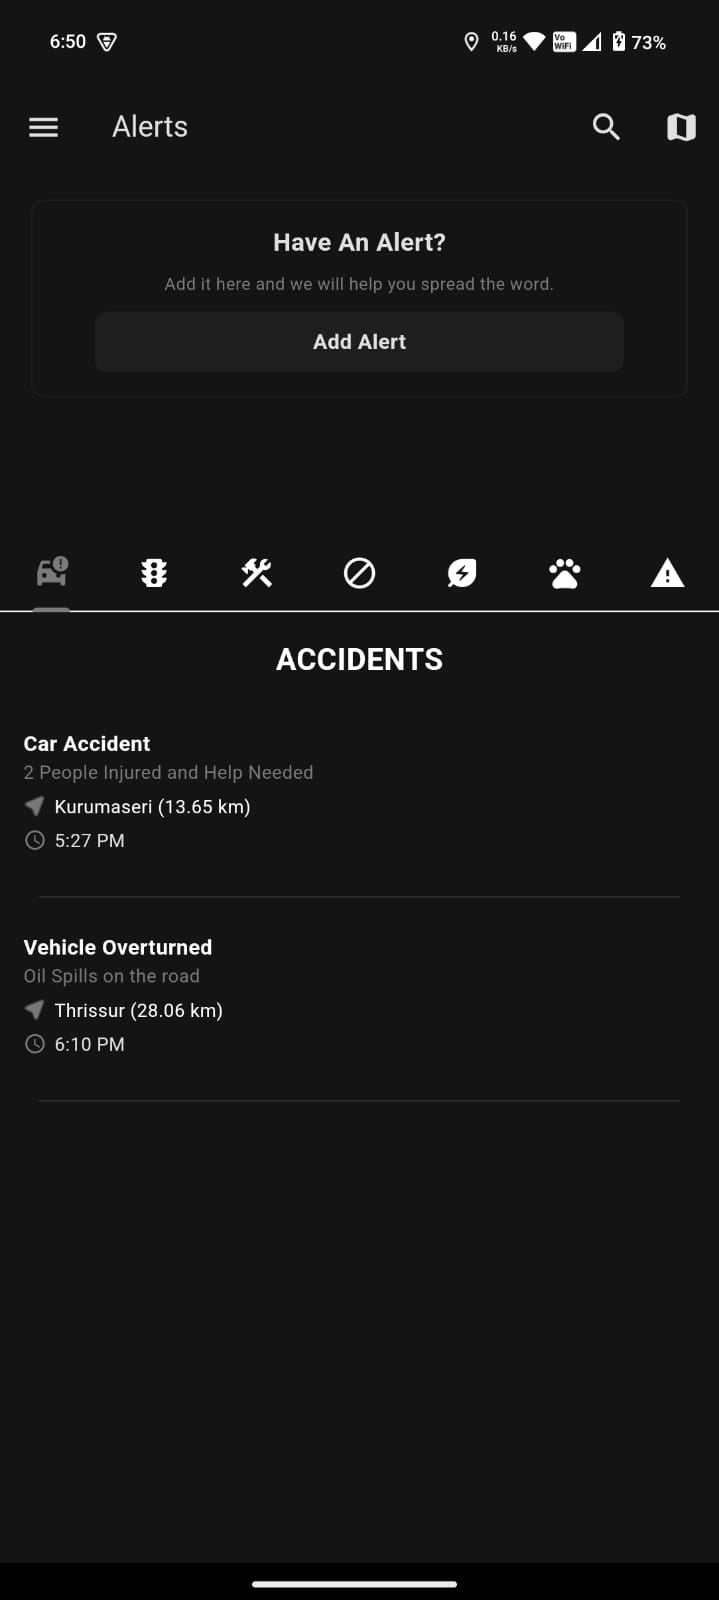 6:50
0.16
KB/s
Vo
WiFi
73%
Alerts
Have An Alert?
Add it here and we will help you spread the word.
Add Alert
ACCIDENTS
Car Accident
2 People Injured and Help Needed
Kurumaseri (13.65 km)
5:27 PM
Vehicle Overturned
Oil Spills on the road
Thrissur (28.06 km)
6:10 PM